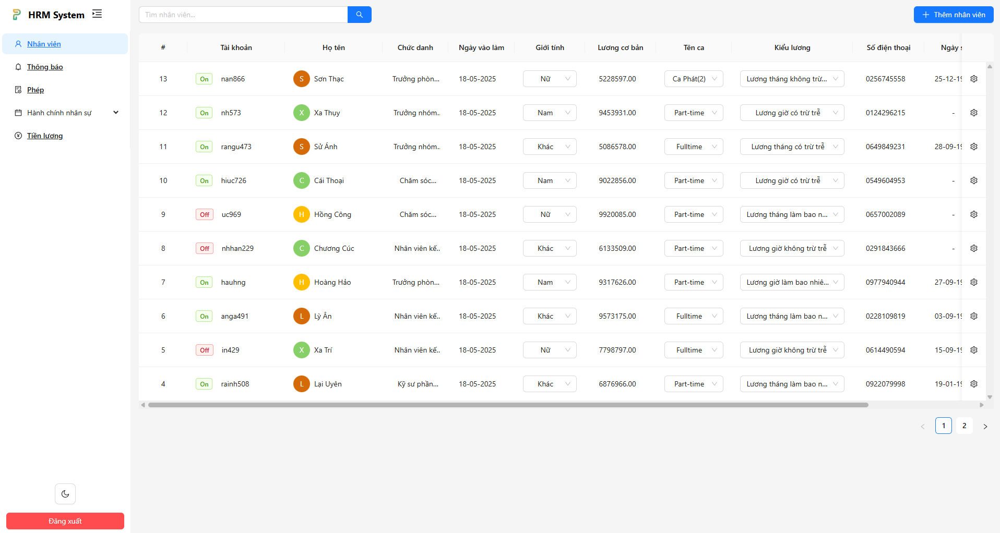 HRM System
Tìm nhân viên...
Thêm nhân viên
Nhân viên
Thông báo
Phép
Hành chính nhân sự
Tiền lương
# Tài khoản Họ tên Chức danh Ngày vào làm Giới tính Lương cơ bản Tên ca Kiểu lương Số điện thoại Ngày s
13 On nan866 S Sơn Thạc Trưởng phòn... 18-05-2025 Nữ 5228597.00 Ca Phát(2) Lương tháng không trừ... 0256745558 25-12-19
12 On nh573 X Xa Thụy Trưởng nhóm.. 18-05-2025 Nam 9453931.00 Part-time Lương giờ có trừ trễ 0124296215 -
11 On rangu473 S Sử Ánh Trưởng nhóm.. 18-05-2025 Khác 5086578.00 Fulltime Lương tháng có trừ trễ 0649849231 28-09-19
10 On hiuc726 C Cái Thoại Chăm sóc... 18-05-2025 Nam 9022856.00 Part-time Lương giờ có trừ trễ 0549604953 -
9 Off uc969 H Hồng Công Chăm sóc... 18-05-2025 Nữ 9920085.00 Part-time Lương tháng làm bao n... 0657002089 -
8 Off nhhan229 C Chương Cúc Nhân viên kế.. 18-05-2025 Khác 6133509.00 Part-time Lương giờ không trừ trễ 0291843666 -
7 On hauhng H Hoàng Hảo Trưởng phòn... 18-05-2025 Nam 9317626.00 Part-time Lương giờ làm bao nhiê... 0977940944 27-09-19
6 On anga491 L Lý Ân Nhân viên kế.. 18-05-2025 Khác 9573175.00 Fulltime Lương tháng làm bao n... 0228109819 03-09-19
5 Off in429 X Xa Trí Nhân viên kế.. 18-05-2025 Nữ 7798797.00 Fulltime Lương giờ không trừ trễ 0614490594 15-09-19
4 On rainh508 L Lại Uyên Kỹ sư phần... 18-05-2025 Khác 6876966.00 Part-time Lương tháng làm bao n... 0922079998 19-01-19
1 2
Đăng xuất